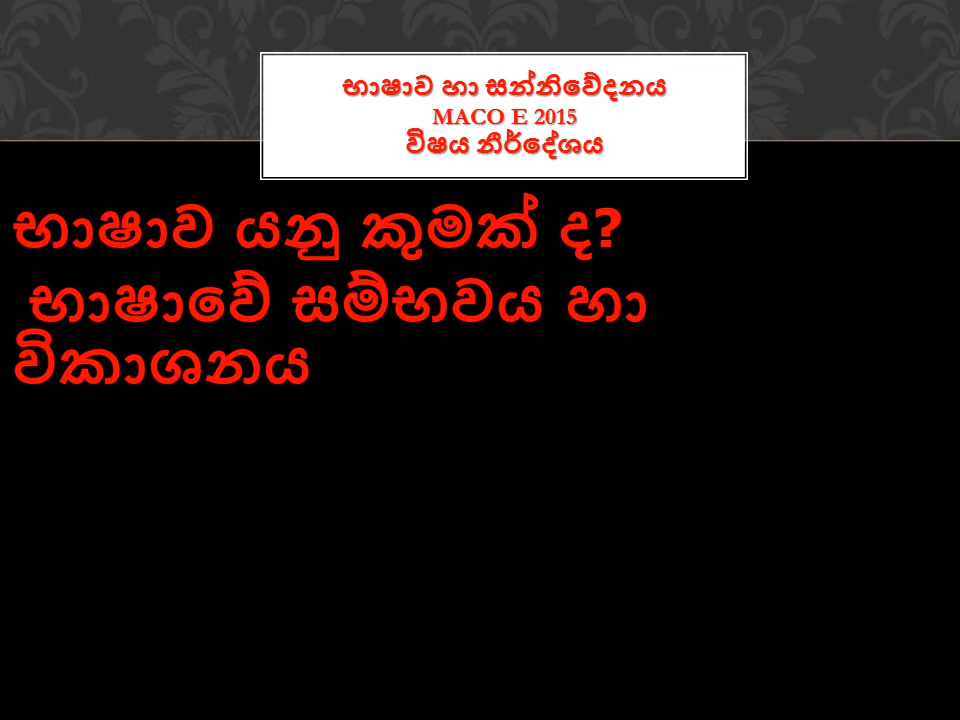 භාෂාව හා සන්නිවේදනය
MACO E 2015
විෂය නිර්දේශය
භාෂාව යනු කුමක් ද?
භාෂාවේ සම්භවය හා
විකාශනය